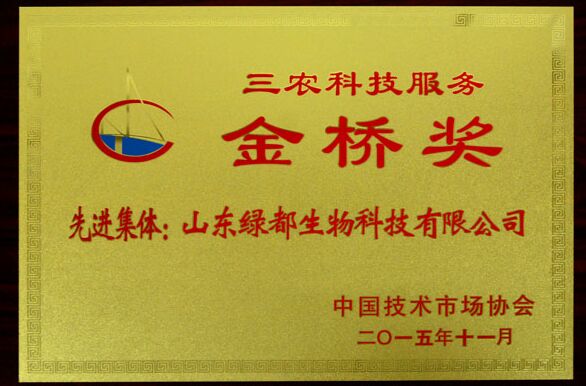 三农科技服务
金桥奖
先进集体：山东绿都生物科技有限公司
中国技术市场协会
二〇一五年十一月